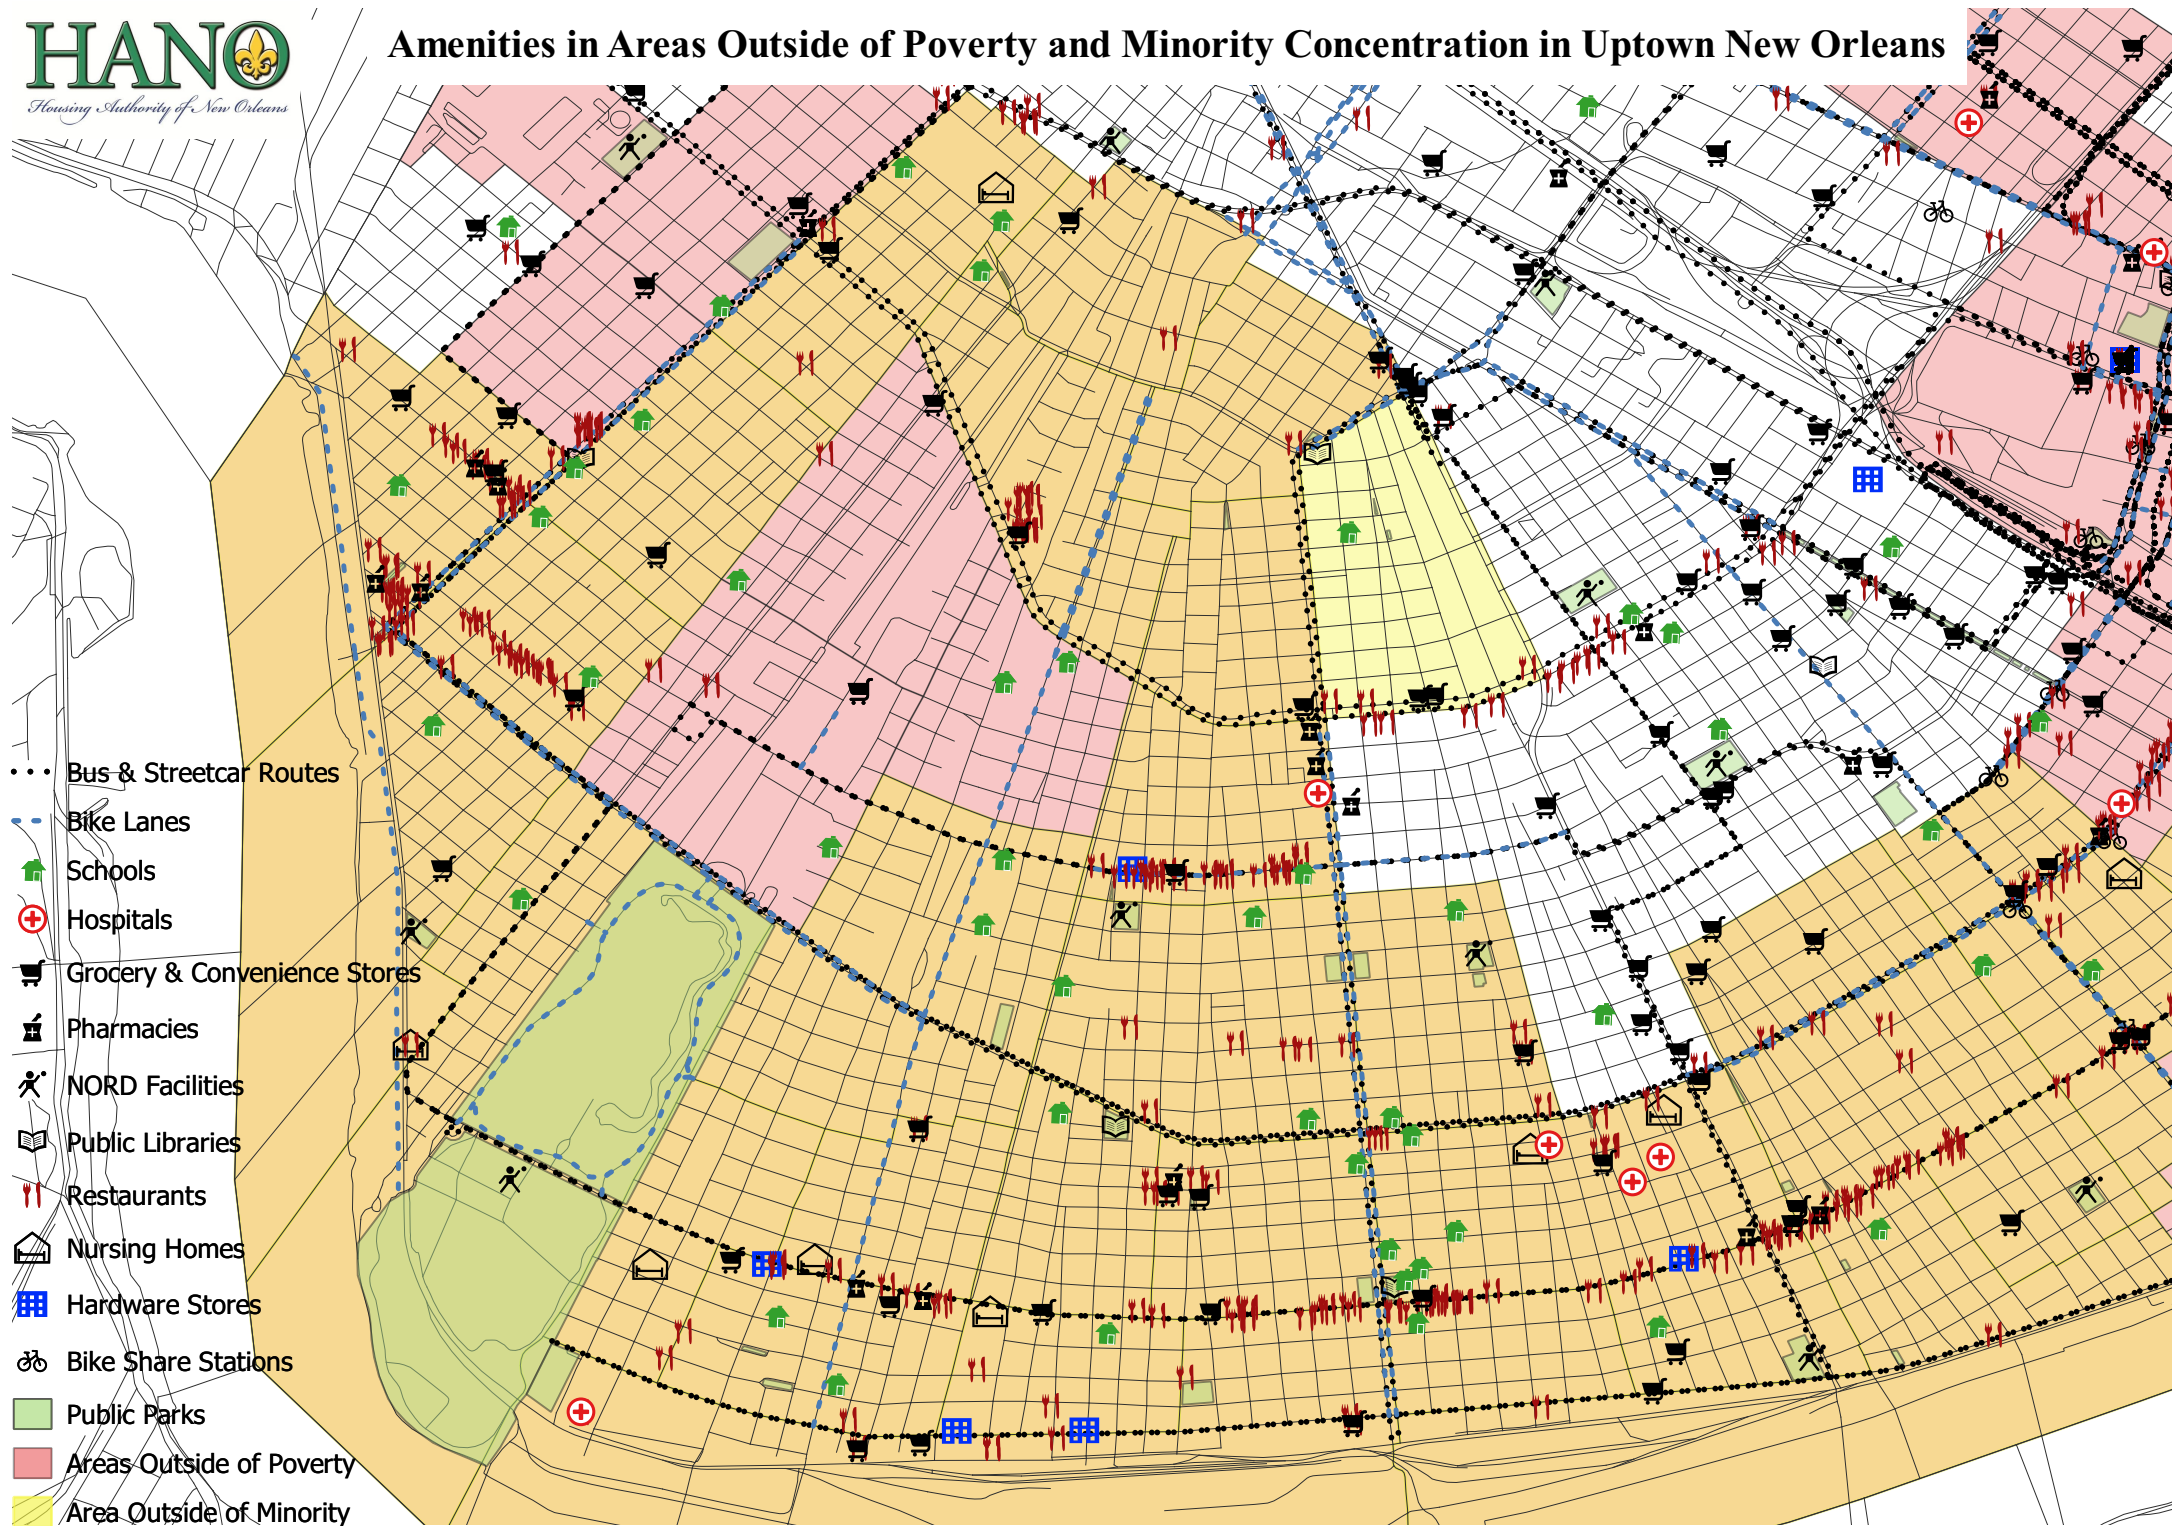 HANO
Housing Authority of New Orleans
Amenities in Areas Outside of Poverty and Minority Concentration in Uptown New Orleans
Bus & Streetcar Routes
Bike Lanes
Schools
Hospitals
Grocery & Convenience Stores
Pharmacies
NORD Facilities
Public Libraries
Restaurants
Nursing Homes
Hardware Stores
Bike Share Stations
Public Parks
Areas Outside of Poverty
Area Outside of Minority